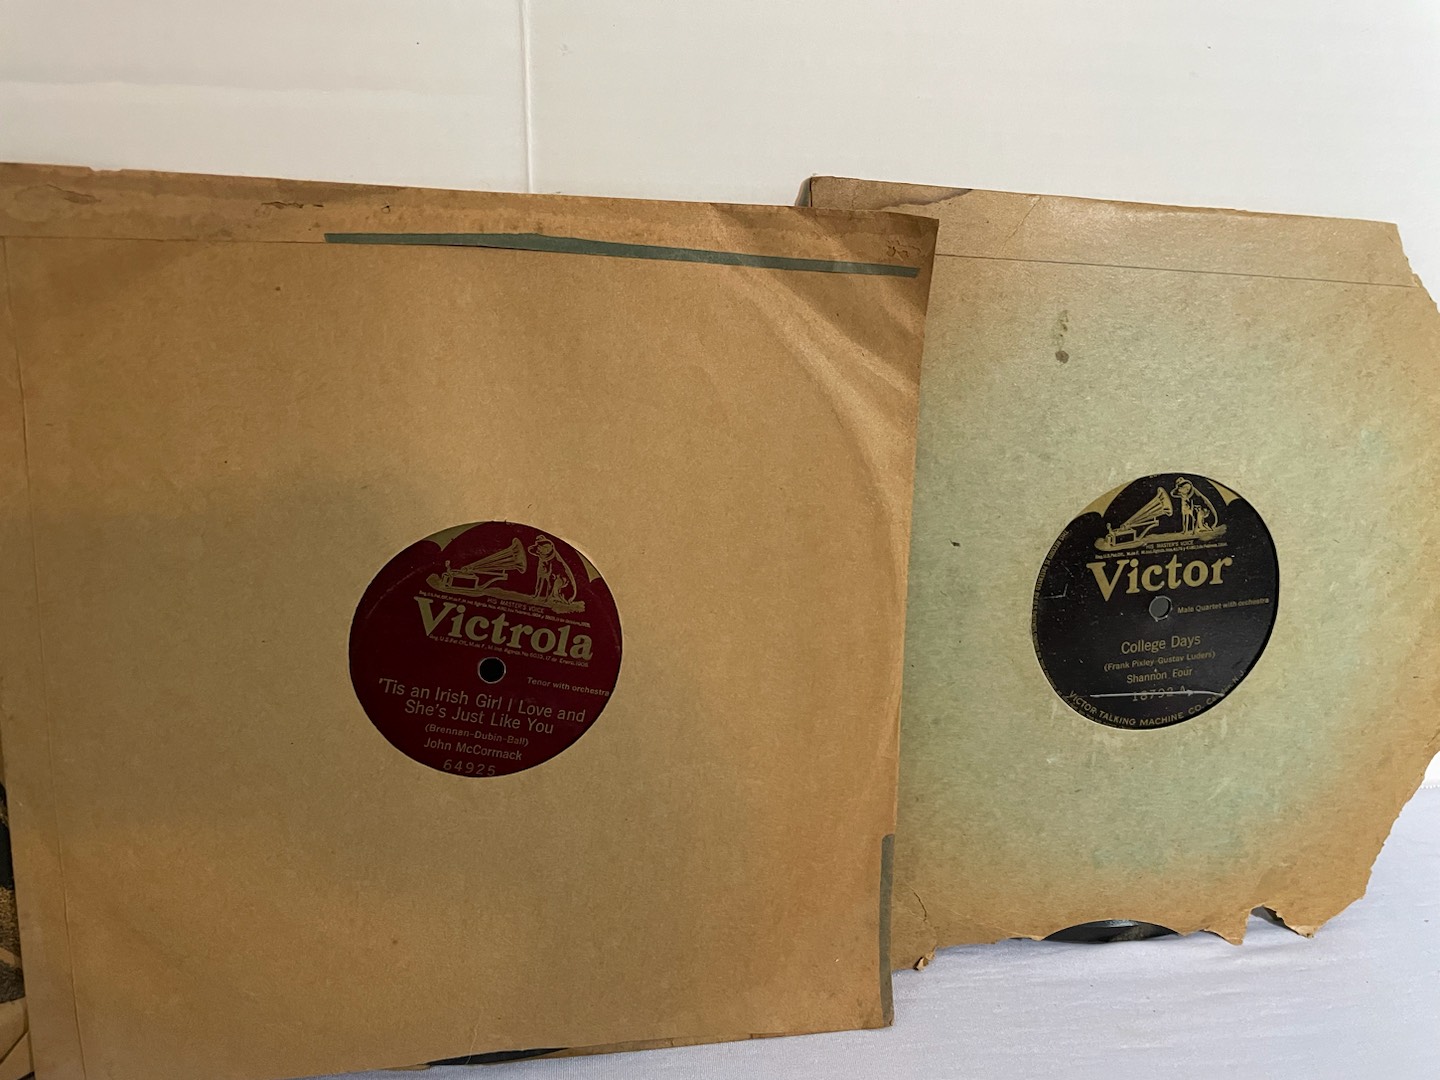 HIS MASTER'S VOICE
Victrola
Tenor with orchestra
'Tis an Irish Girl I Love and
She's Just Like You
(Brennan-Dubin-Ball)
John McCormack
64925
HIS MASTER'S VOICE
Victor
Male Quartet with orchestra
College Days
(Frank Pixley-Gustav Luders)
Shannon Four
18792-A
VICTOR TALKING MACHINE CO.